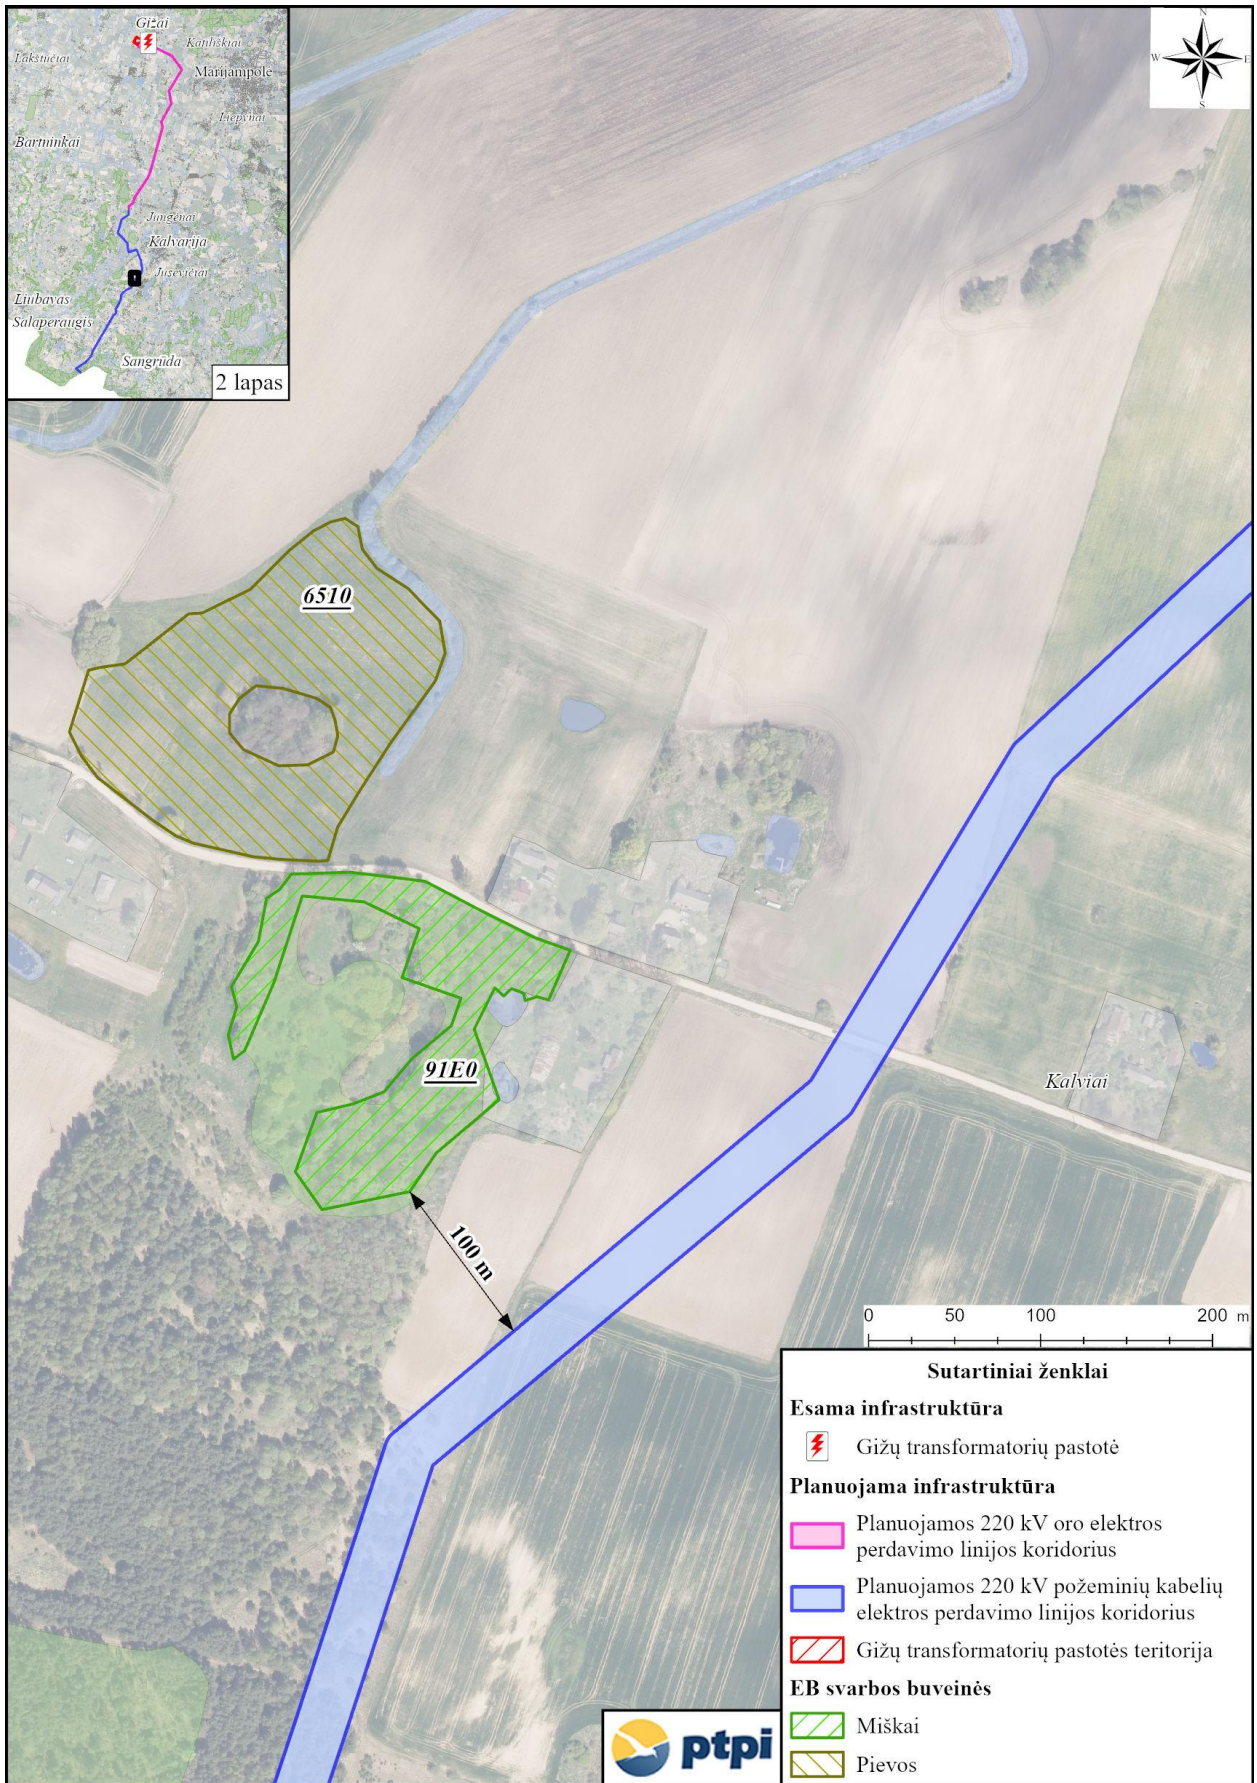 Gižai
Katiliškiai
Lakštučiai
Marijampolė
Liepynai
Bartninkai
Jungėnai
Kalvarija
Jusevičiai
Liubavas
Salaperaugis
Sangrūda
2 lapas
N
W
E
S
6510
91E0
Kalviai
100 m
0 50 100 200 m
Sutartiniai ženklai
Esama infrastruktūra
Gižų transformatorių pastotė
Planuojama infrastruktūra
Planuojamos 220 kV oro elektros
perdavimo linijos koridorius
Planuojamos 220 kV požeminių kabelių
elektros perdavimo linijos koridorius
Gižų transformatorių pastotės teritorija
EB svarbos buveinės
Miškai
Pievos
ptpi